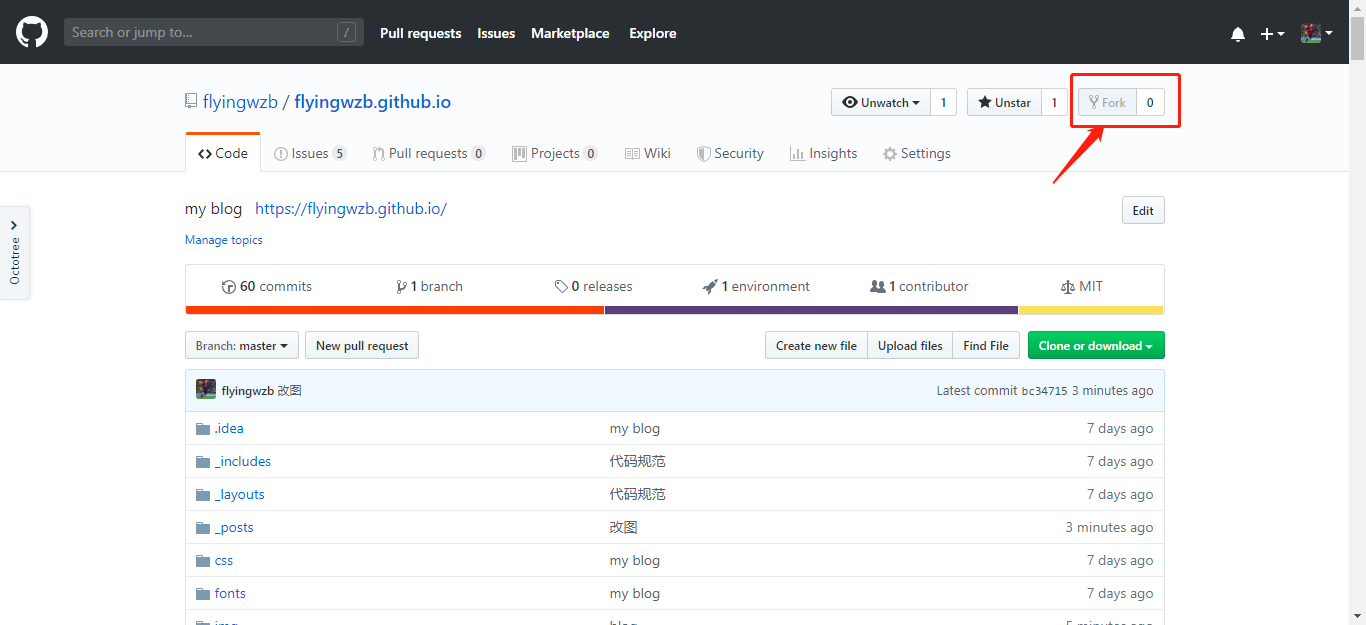 Search or jump to... / Pull requests Issues Marketplace Explore
flyingwzb / flyingwzb.github.io Unwatch 1 Unstar 1 Fork 0
Code Issues 5 Pull requests 0 Projects 0 Wiki Security Insights Settings
my blog https://flyingwzb.github.io/ Edit
Manage topics
Octotree
60 commits 1 branch 0 releases 1 environment 1 contributor MIT
Branch: master New pull request Create new file Upload files Find File Clone or download
flyingwzb 改图 Latest commit bc34715 3 minutes ago
.idea my blog 7 days ago
_includes 代码规范 7 days ago
_layouts 代码规范 7 days ago
_posts 改图 3 minutes ago
css my blog 7 days ago
fonts my blog 7 days ago
img blog 5 minutes ago